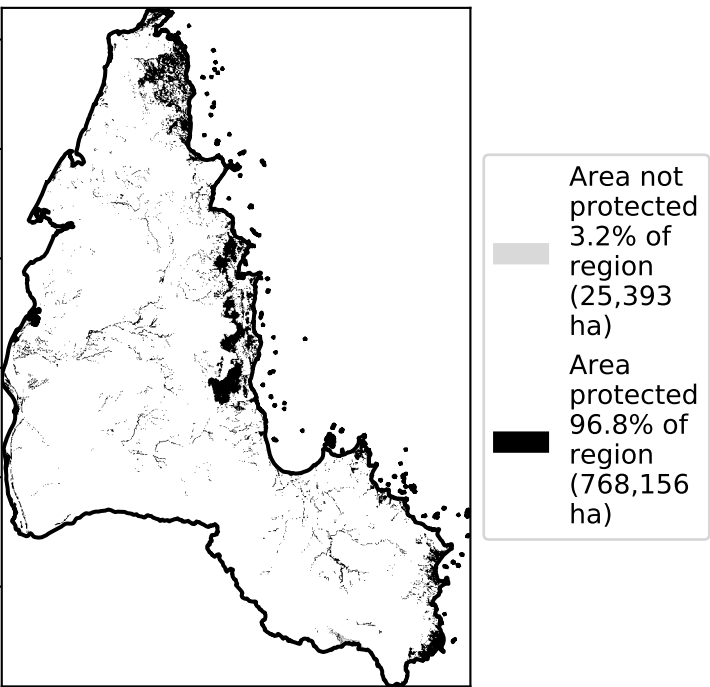 Area not
protected
3.2% of
region
(25,393
ha)
Area
protected
96.8% of
region
(768,156
ha)